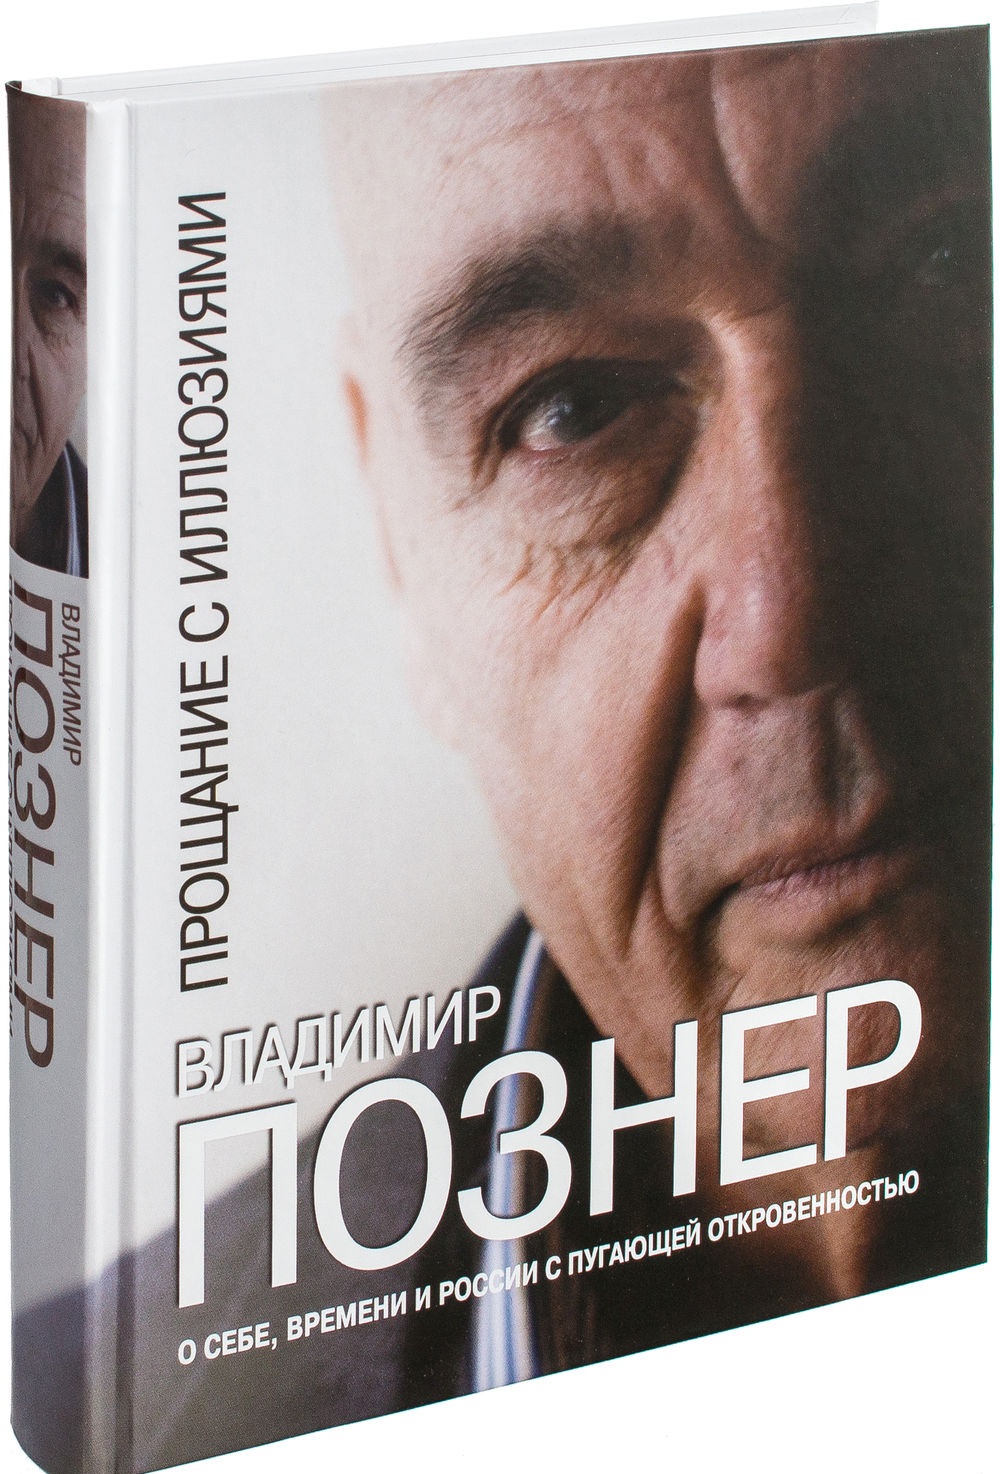 ПРОЩАНИЕ С ИЛЛЮЗИЯМИ
ВЛАДИМИР
ПОЗНЕР
О СЕБЕ, ВРЕМЕНИ И РОССИИ С ПУГАЮЩЕЙ ОТКРОВЕННОСТЬЮ
ВЛАДИМИР
ПОЗНЕР